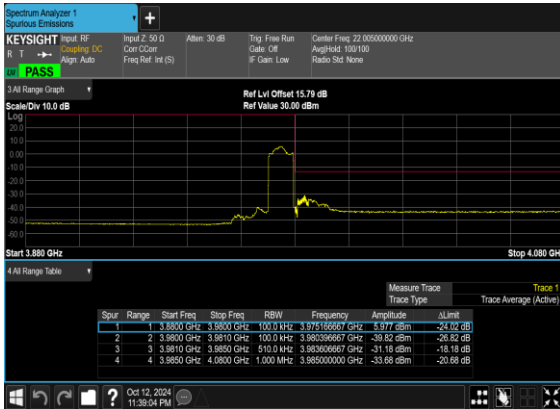 Spectrum Analyzer 1
Spurious Emissions
+
KEYSIGHT Input: RF Input Z: 50 Ω Atten: 30 dB Trig: Free Run Center Freq: 22.005000000 GHz
R T Coupling: DC Corr CCorr Gate: Off Avg|Hold: 100/100
Align: Auto Freq Ref: Int (S) IF Gain: Low Radio Std: None
PASS
3 All Range Graph Ref Lvl Offset 15.79 dB
Scale/Div 10.0 dB Ref Value 30.00 dBm
Log
20.0
10.0
0.00
-10.0
-20.0
-30.0
-40.0
-50.0
-60.0
Start 3.880 GHz Stop 4.080 GH
4 All Range Table
Measure Trace Trace 1
Trace Type Trace Average (Active)
Spur Range Start Freq Stop Freq RBW Frequency Amplitude ΔLimit
1 1 3.8800 GHz 3.9800 GHz 100.0 kHz 3.975166667 GHz 5.977 dBm -24.02 dB
2 2 3.9800 GHz 3.9810 GHz 100.0 kHz 3.980396667 GHz -39.82 dBm -26.82 dB
3 3 3.9810 GHz 3.9850 GHz 510.0 kHz 3.983606667 GHz -31.18 dBm -18.18 dB
4 4 3.9850 GHz 4.0800 GHz 1.000 MHz 3.985000000 GHz -33.68 dBm -20.68 dB
?
Oct 12, 2024
11:39:04 PM